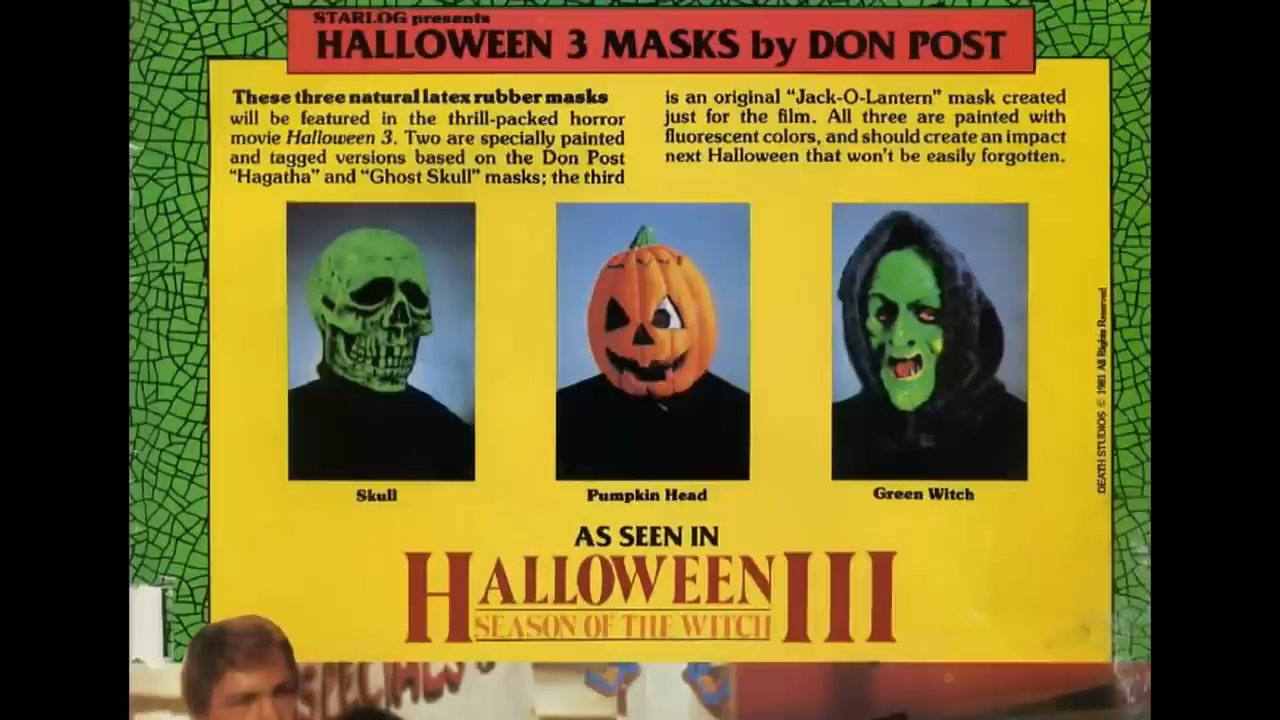 STARLOG presents
HALLOWEEN 3 MASKS by DON POST
These three natural latex rubber masks
will be featured in the thrill-packed horror
movie Halloween 3. Two are specially painted
and tagged versions based on the Don Post
"Hagatha" and "Ghost Skull" masks; the third
is an original "Jack-O-Lantern" mask created
just for the film. All three are painted with
fluorescent colors, and should create an impact
next Halloween that won't be easily forgotten.
Skull
Pumpkin Head
Green Witch
DEATH STUDIOS © 1981 All Rights Reserved
AS SEEN IN
HALLOWEEN III
SEASON OF THE WITCH
SPECIALS